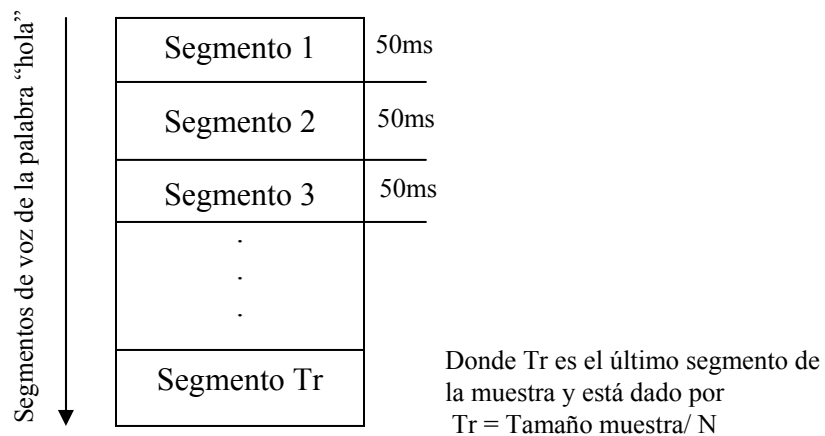 Segmentos de voz de la palabra “hola”
Segmento 1
50ms
Segmento 2
50ms
Segmento 3
50ms
.
.
.
Segmento Tr
Donde Tr es el último segmento de
la muestra y está dado por
Tr = Tamaño muestra/ N